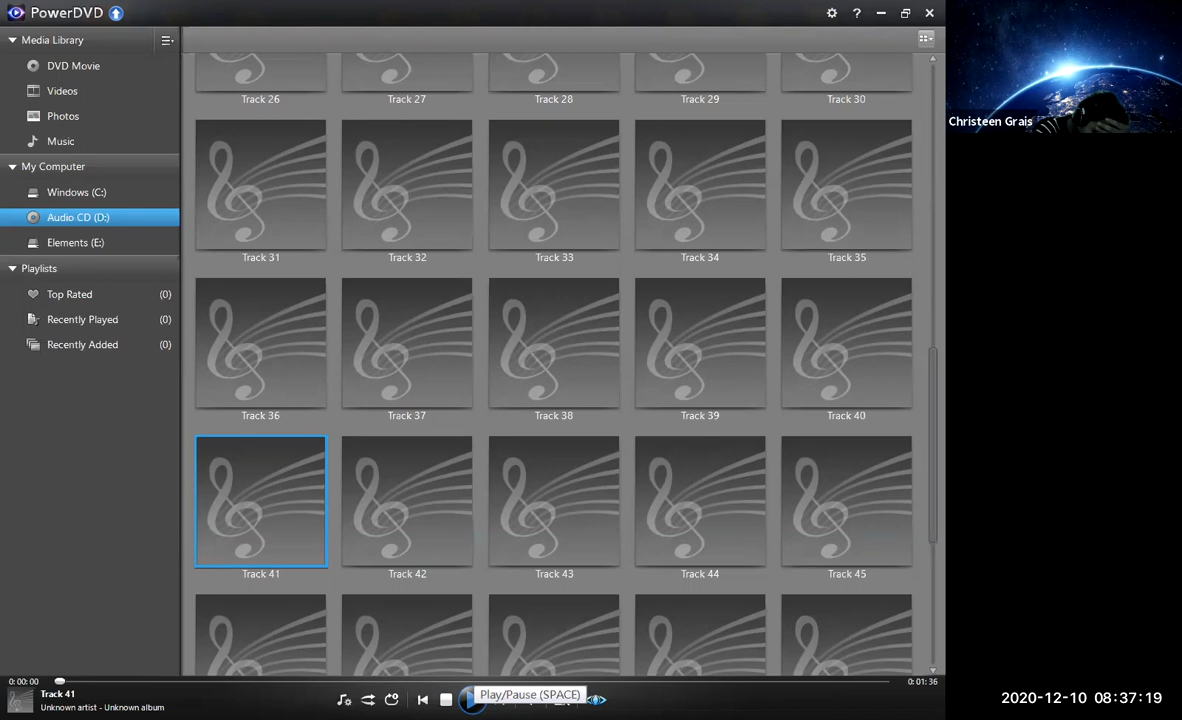 PowerDVD
Media Library
DVD Movie
Videos
Photos
Music
My Computer
Windows (C:)
Audio CD (D:)
Elements (E:)
Playlists
Top Rated (0)
Recently Played (0)
Recently Added (0)
Track 26 Track 27 Track 28 Track 29 Track 30
Track 31 Track 32 Track 33 Track 34 Track 35
Track 36 Track 37 Track 38 Track 39 Track 40
Track 41 Track 42 Track 43 Track 44 Track 45
0:00:00 0:01:36
Track 41
Unknown artist - Unknown album
Play/Pause (SPACE)
Christeen Grais
2020-12-10 08:37:19